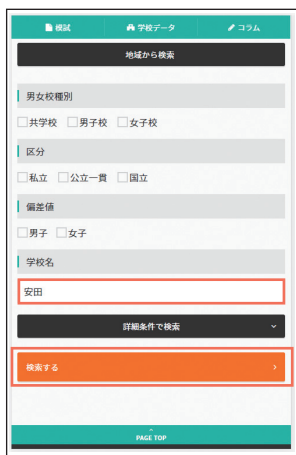 模試 学校データ コラム
地域から検索
男女校種別
共学校 男子校 女子校
区分
私立 公立一貫 国立
偏差値
男子 女子
学校名
安田
詳細条件で検索
検索する
PAGE TOP